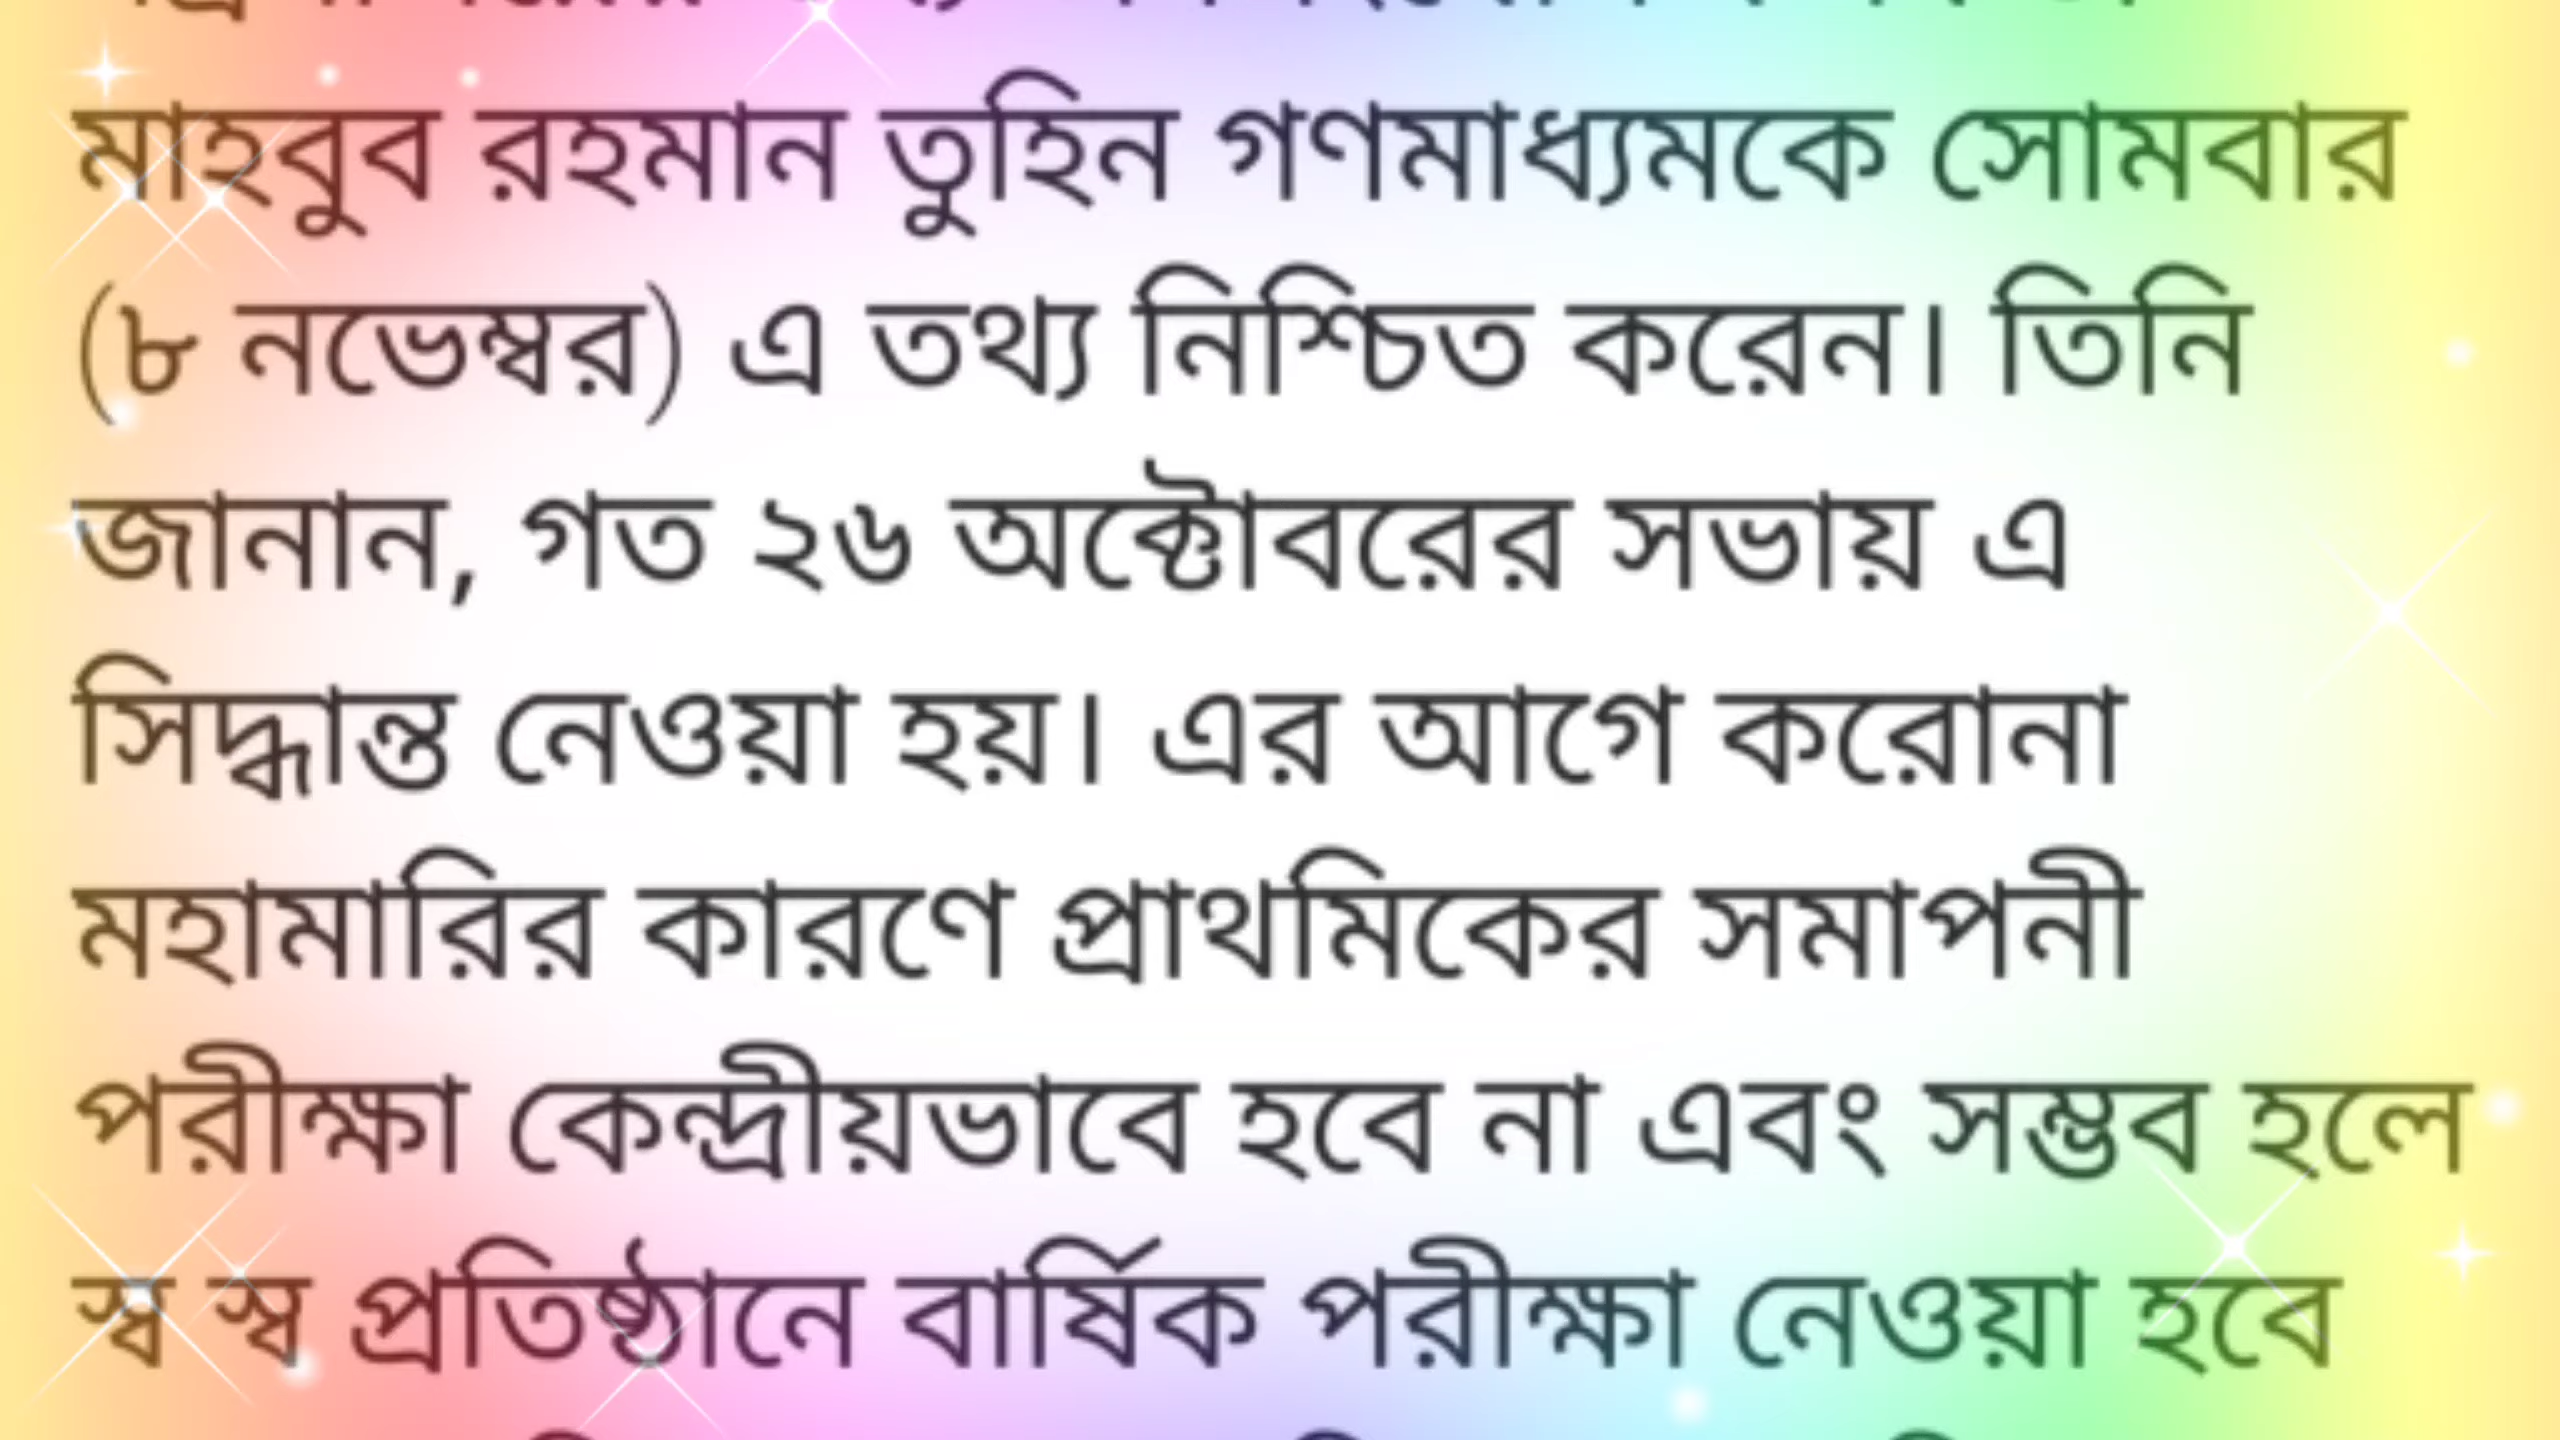 মাহবুব রহমান তুহিন গণমাধ্যমকে সোমবার
(৮ নভেম্বর) এ তথ্য নিশ্চিত করেন। তিনি
জানান, গত ২৬ অক্টৌবরের সভায় এ
সিদ্ধান্ত নেওয়া হয়। এর আগে করোনা
মহামারির কারণে প্রাথমিকের সমাপনী
পরীক্ষা কেন্দ্রীয়ভাবে হবে না এবং সম্ভব হলে
স্ব স্ব প্রতিষ্ঠানে বার্ষিক পরীক্ষা নেওয়া হবে